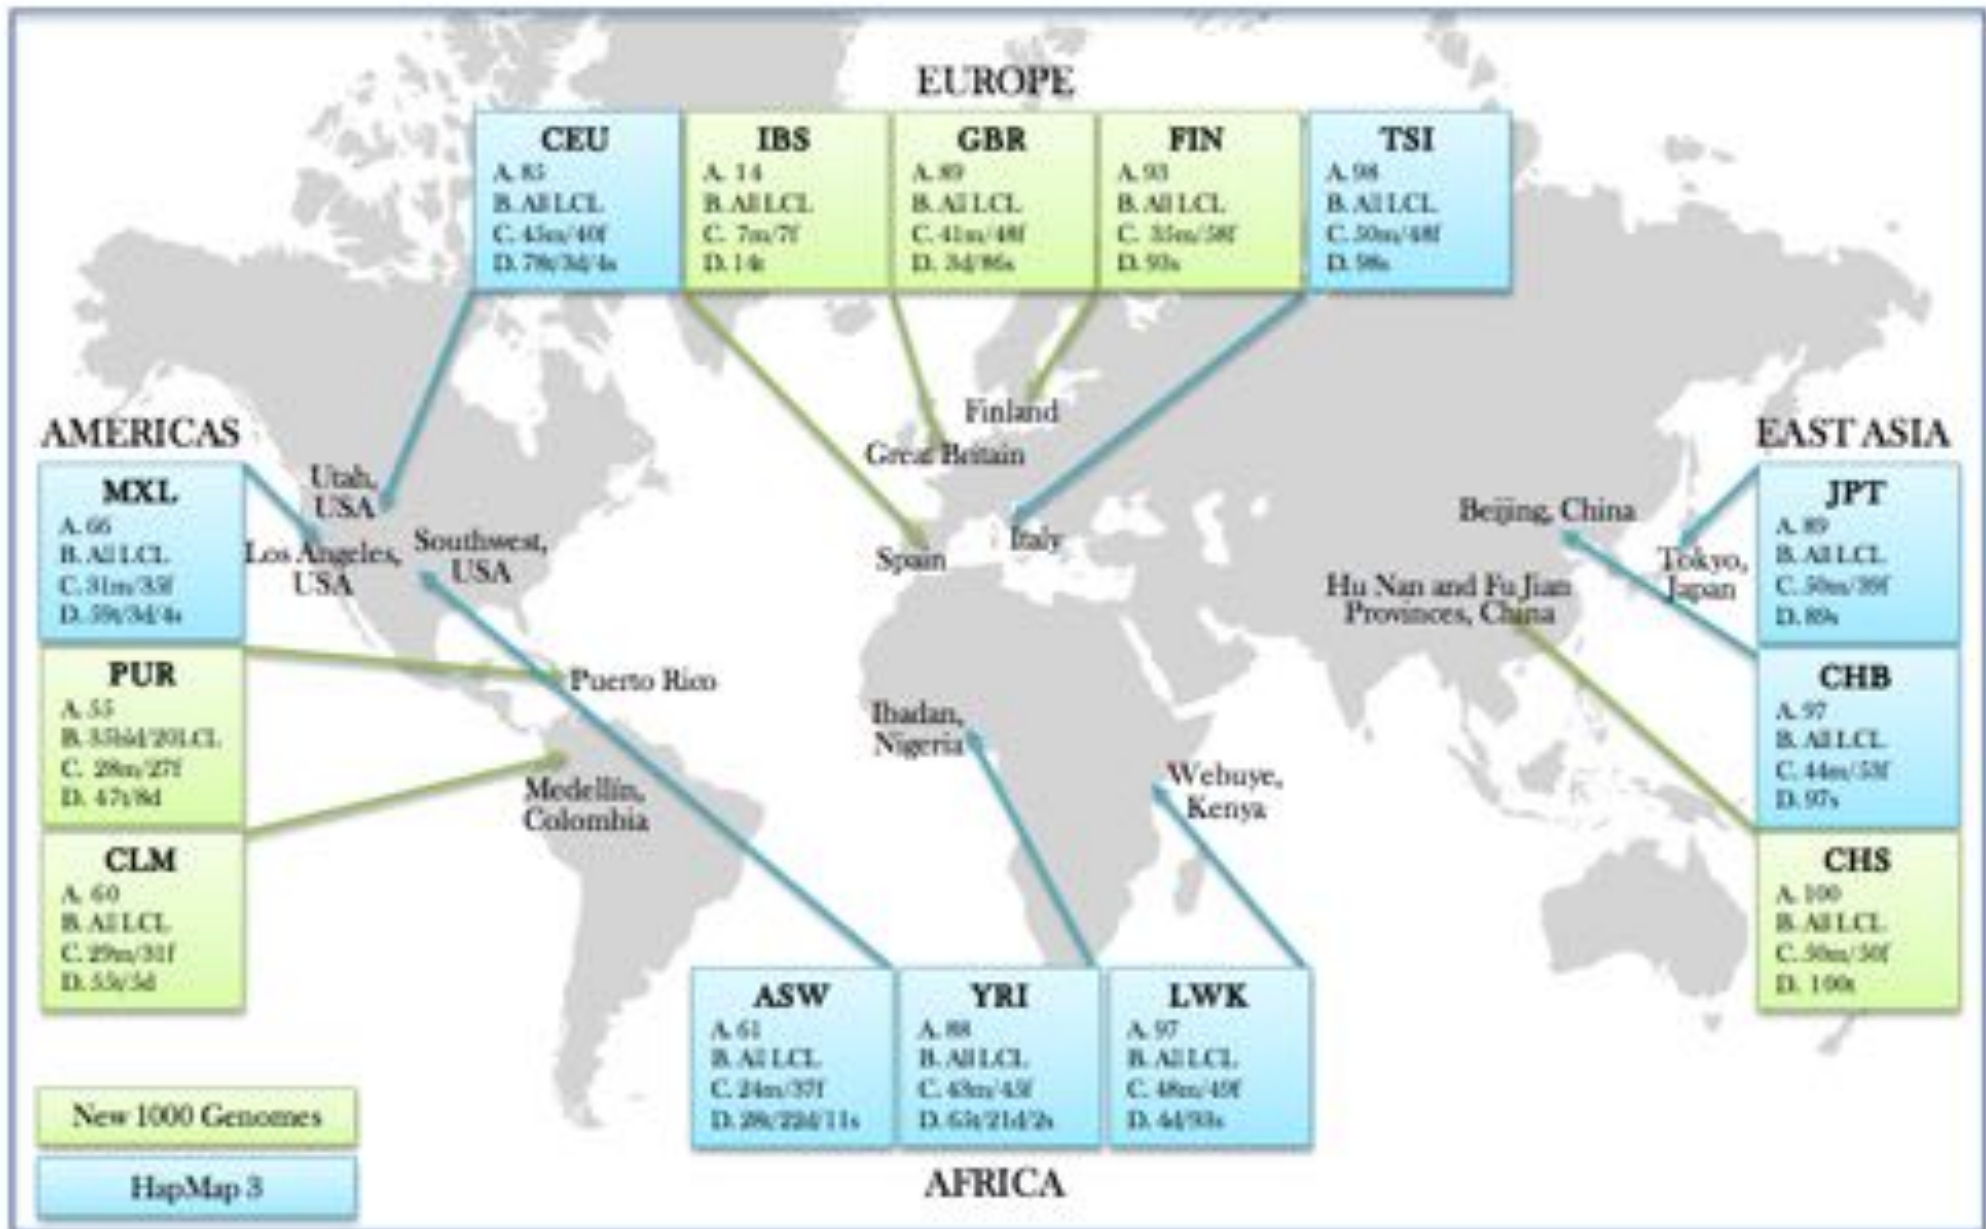 EUROPE
CEU
A. 85
B. All LCL
C. 45m/40f
D. 78t/3d/4s
IBS
A. 14
B. All LCL
C. 7m/7f
D. 14t
GBR
A. 89
B. All LCL
C. 41m/48f
D. 3d/86s
FIN
A. 93
B. All LCL
C. 35m/58f
D. 93s
TSI
A. 98
B. All LCL
C. 50m/48f
D. 98s
AMERICAS
MXL
A. 66
B. All LCL
C. 31m/35f
D. 59t/3d/4s
PUR
A. 55
B. 35bld/20LCL
C. 28m/27f
D. 47t/8d
CLM
A. 60
B. All LCL
C. 29m/31f
D. 55t/5d
Utah,
USA
Los Angeles,
USA
Southwest,
USA
Puerto Rico
Medellín,
Colombia
Finland
Great Britain
Spain
Italy
Ibadan,
Nigeria
Webuye,
Kenya
Beijing, China
Hu Nan and Fu Jian
Provinces, China
Tokyo,
Japan
EAST ASIA
JPT
A. 89
B. All LCL
C. 50m/39f
D. 89s
CHB
A. 97
B. All LCL
C. 44m/53f
D. 97s
CHS
A. 100
B. All LCL
C. 50m/50f
D. 100t
ASW
A. 61
B. All LCL
C. 24m/37f
D. 28t/22d/11s
YRI
A. 88
B. All LCL
C. 43m/45f
D. 65t/21d/2s
LWK
A. 97
B. All LCL
C. 48m/49f
D. 4d/93s
AFRICA
New 1000 Genomes
HapMap 3